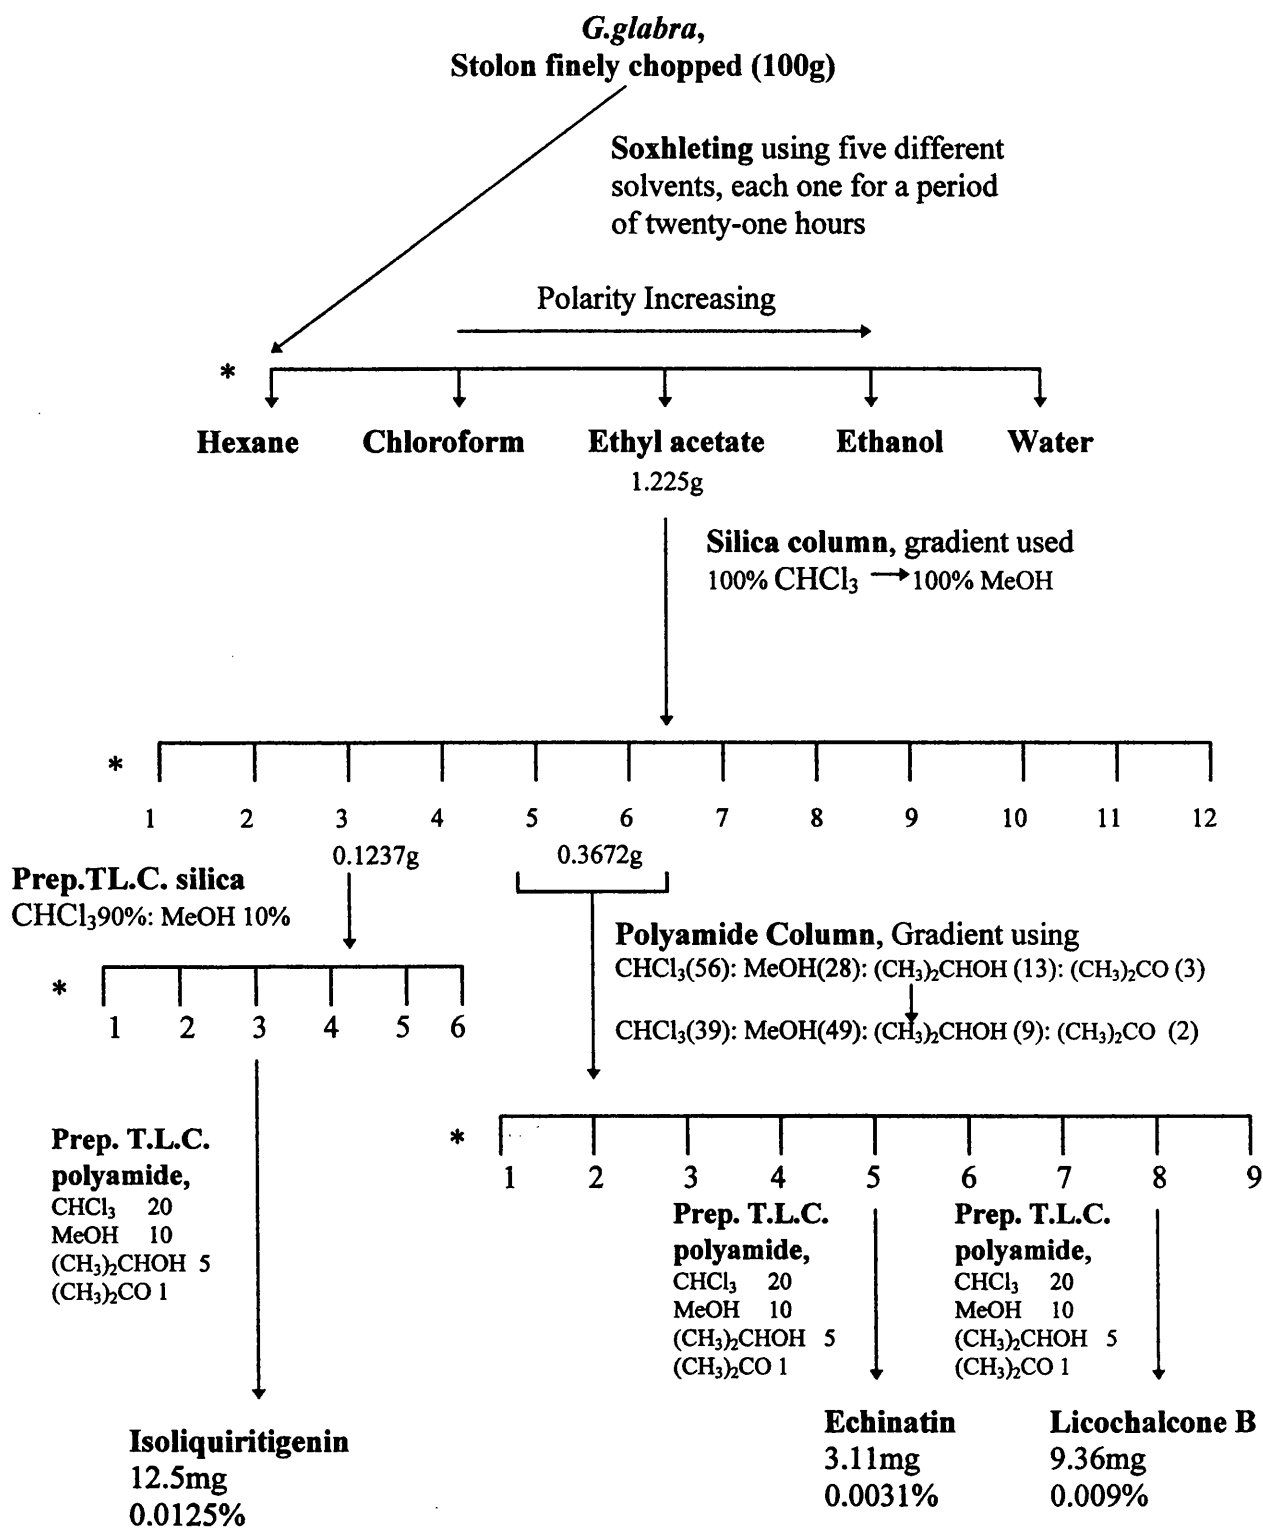 G.glabra,
Stolon finely chopped (100g)
Soxhleting using five different
solvents, each one for a period
of twenty-one hours
Polarity Increasing
*
Hexane Chloroform Ethyl acetate Ethanol Water
1.225g
Silica column, gradient used
100% CHCl₃ → 100% MeOH
*
1 2 3 4 5 6 7 8 9 10 11 12
0.1237g 0.3672g
Prep.TL.C. silica
CHCl₃90%: MeOH 10%
*
1 2 3 4 5 6
Polyamide Column, Gradient using
CHCl₃(56): MeOH(28): (CH₃)₂CHOH (13): (CH₃)₂CO (3)
CHCl₃(39): MeOH(49): (CH₃)₂CHOH (9): (CH₃)₂CO (2)
*
1 2 3 4 5 6 7 8 9
Prep. T.L.C.
polyamide,
CHCl₃ 20
MeOH 10
(CH₃)₂CHOH 5
(CH₃)₂CO 1
Prep. T.L.C.
polyamide,
CHCl₃ 20
MeOH 10
(CH₃)₂CHOH 5
(CH₃)₂CO 1
Prep. T.L.C.
polyamide,
CHCl₃ 20
MeOH 10
(CH₃)₂CHOH 5
(CH₃)₂CO 1
Isoliquiritigenin
12.5mg
0.0125%
Echinatin
3.11mg
0.0031%
Licochalcone B
9.36mg
0.009%